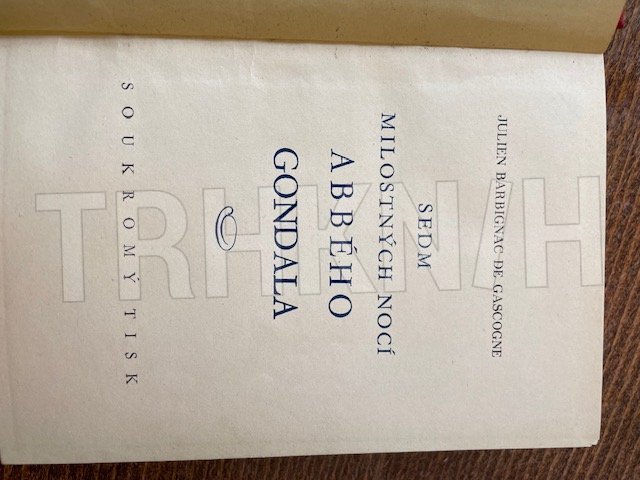 JULIEN BARBIGNAC DE GASCOGNE
SEDM
MILOSTNÝCH NOCÍ
ABBÉHO
GONDALA
SOUKROMÝ TISK
TRHKNIH